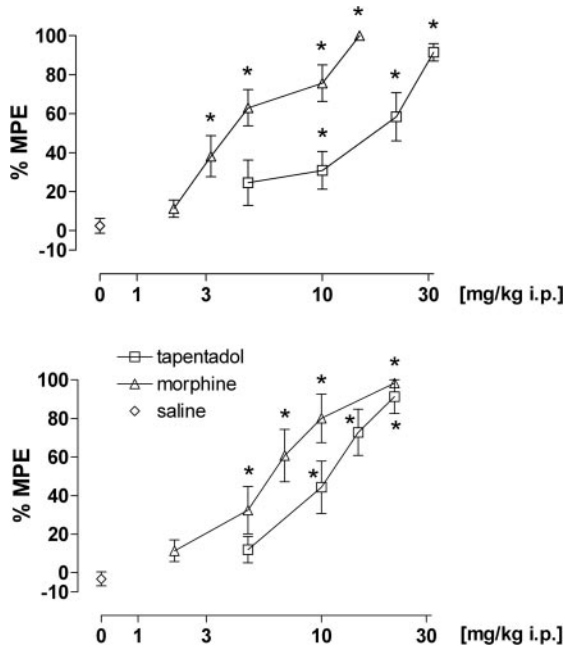 * * * * *
100
80
60
40
20
0
-10
% MPE
* * *
0 1 3 10 30 [mg/kg i.p.]
tapentadol
morphine
saline
100
80
60
40
20
0
-10
% MPE
* * * *
* * *
0 1 3 10 30 [mg/kg i.p.]